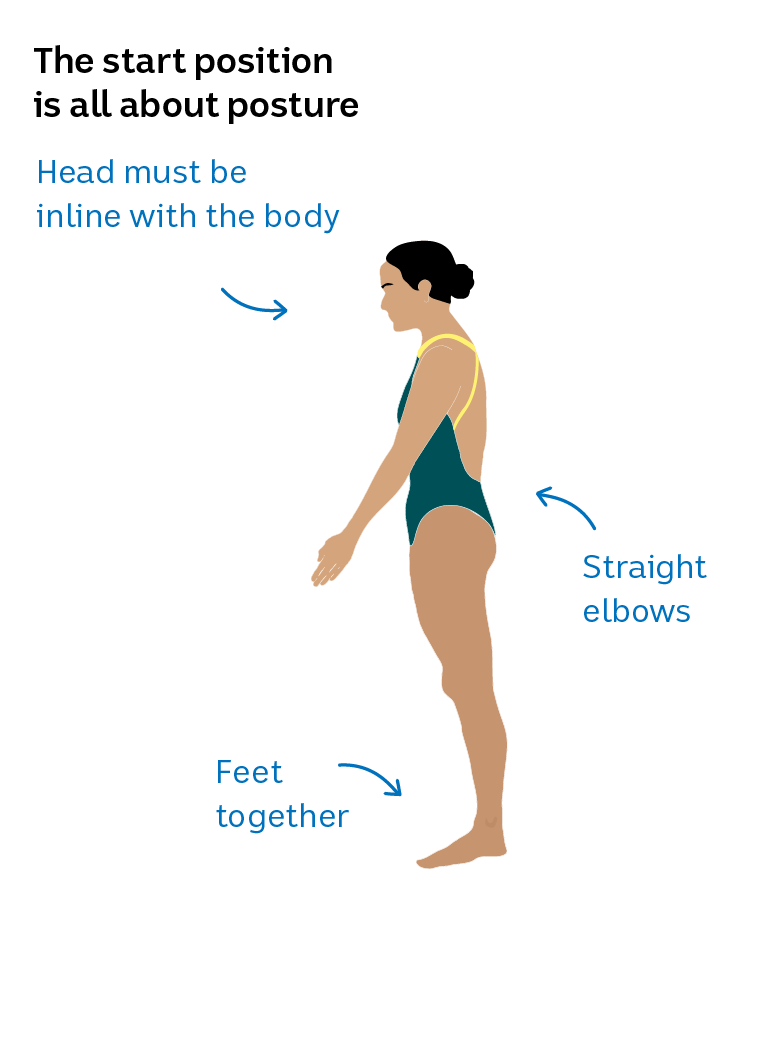 The start position
is all about posture
Head must be
inline with the body
Straight
elbows
Feet
together